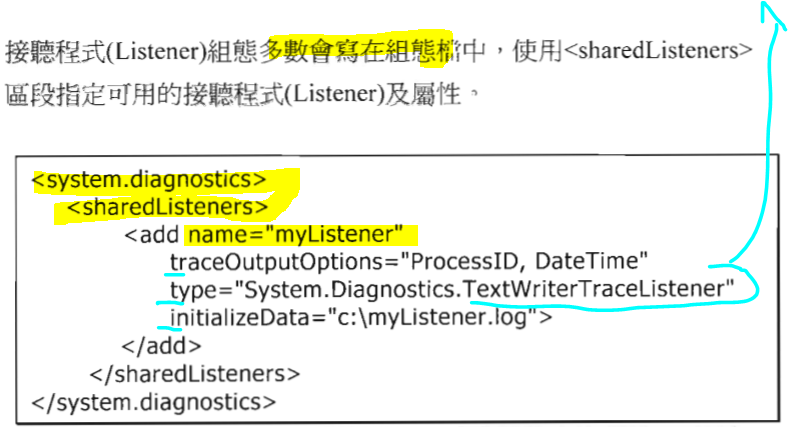 接聽程式(Listener)組態多數會寫在組態檔中，使用<sharedListeners>
區段指定可用的接聽程式(Listener)及屬性。
<system.diagnostics>
<sharedListeners>
<add name="myListener"
traceOutputOptions="ProcessID, DateTime"
type="System.Diagnostics.TextWriterTraceListener"
initializeData="c:\myListener.log">
</add>
</sharedListeners>
</system.diagnostics>